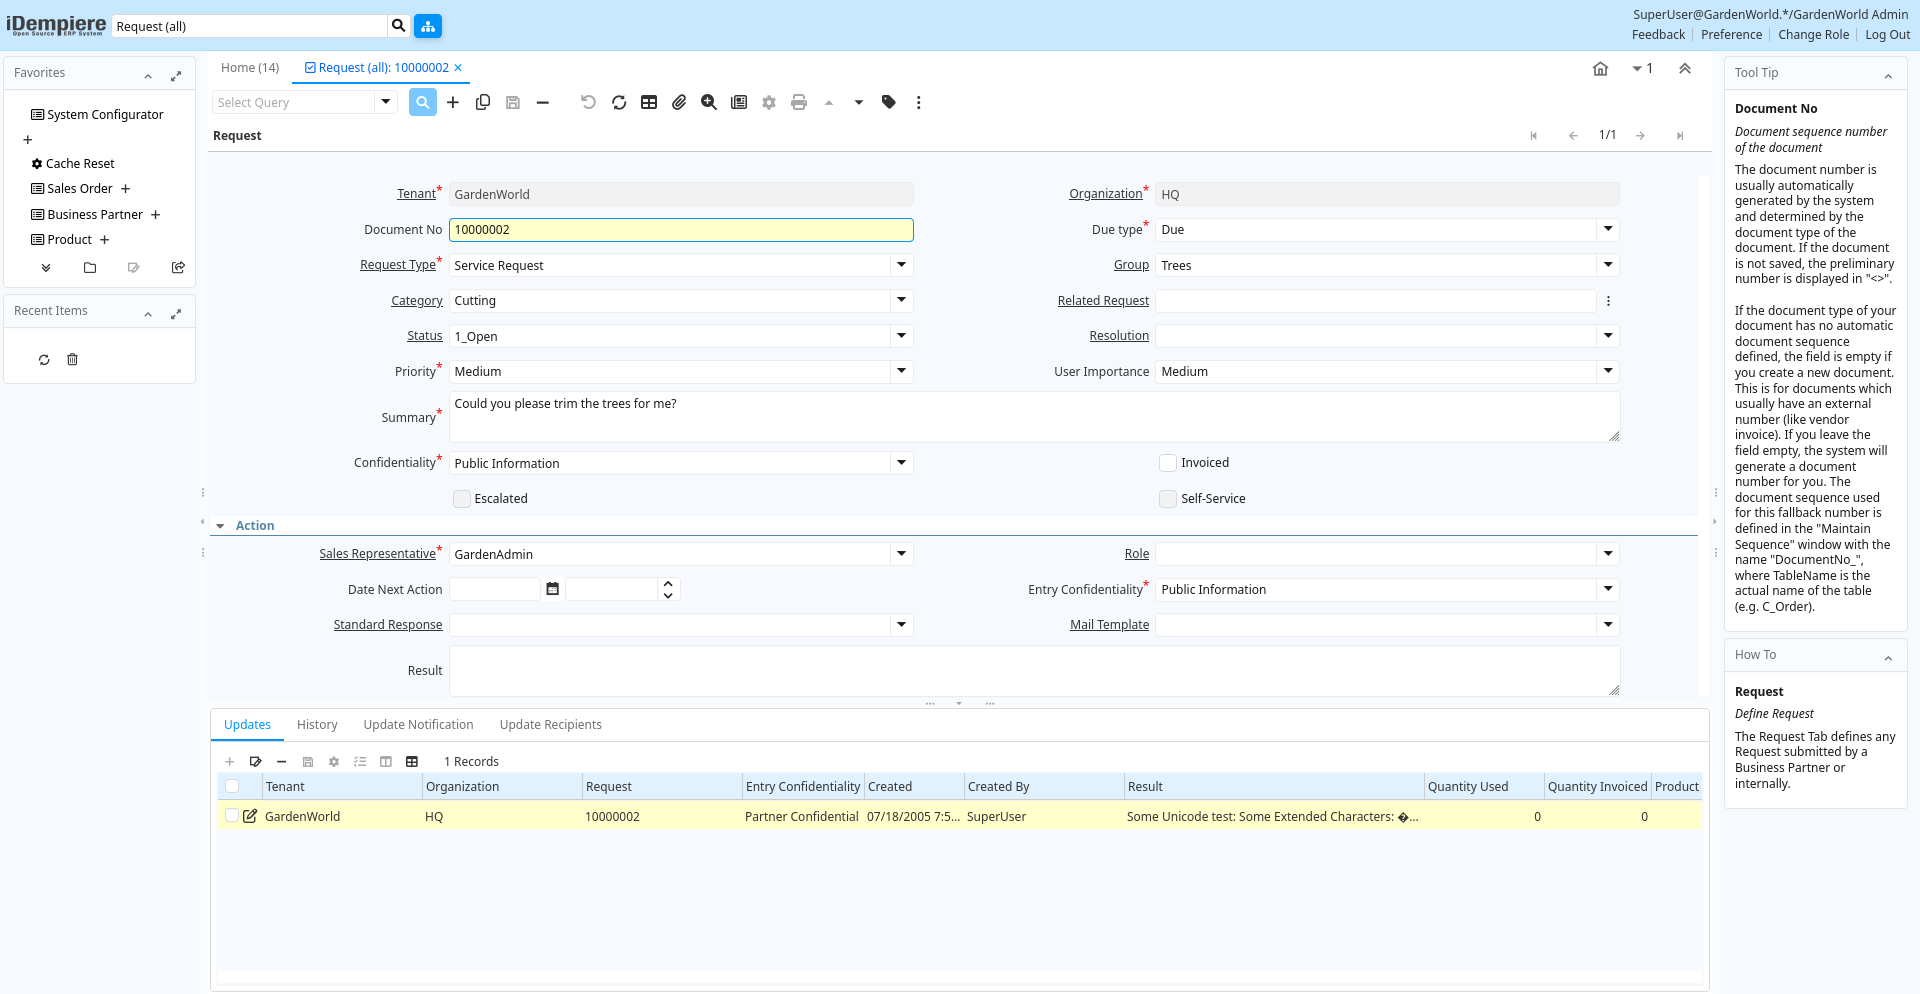 iDempiere
Open Source ERP System
Request (all)
SuperUser@GardenWorld.*/GardenWorld Admin
Feedback
Preference
Change Role
Log Out
Favorites
System Configurator
Cache Reset
Sales Order
Business Partner
Product
Recent Items
Home (14)
Request (all): 10000002
1
Select Query
Request
1/1
Tenant*
GardenWorld
Organization*
HQ
Document No
10000002
Due type*
Due
Request Type*
Service Request
Group
Trees
Category
Cutting
Related Request
Status
1_Open
Resolution
Priority*
Medium
User Importance
Medium
Summary*
Could you please trim the trees for me?
Confidentiality*
Public Information
Invoiced
Escalated
Self-Service
Action
Sales Representative*
GardenAdmin
Role
Date Next Action
Entry Confidentiality*
Public Information
Standard Response
Mail Template
Result
Updates
History
Update Notification
Update Recipients
1 Records
Tenant Organization Request Entry Confidentiality Created Created By Result Quantity Used Quantity Invoiced Product
GardenWorld HQ 10000002 Partner Confidential 07/18/2005 7:5... SuperUser Some Unicode test: Some Extended Characters: �... 0 0
Tool Tip
Document No
Document sequence number
of the document
The document number is
usually automatically
generated by the system
and determined by the
document type of the
document. If the document
is not saved, the preliminary
number is displayed in "<>".
If the document type of your
document has no automatic
document sequence
defined, the field is empty if
you create a new document.
This is for documents which
usually have an external
number (like vendor
invoice). If you leave the
field empty, the system will
generate a document
number for you. The
document sequence used
for this fallback number is
defined in the "Maintain
Sequence" window with the
name "DocumentNo_",
where TableName is the
actual name of the table
(e.g. C_Order).
How To
Request
Define Request
The Request Tab defines any
Request submitted by a
Business Partner or
internally.